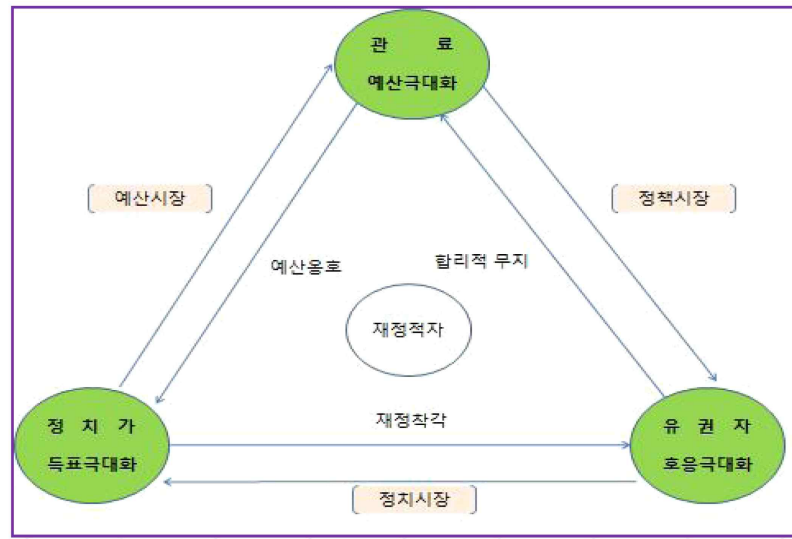 관 료
예산극대화
예산시장
정책시장
예산옹호
합리적 무지
재정적자
정 치 가
득표극대화
재정착각
유 권 자
호응극대화
정치시장